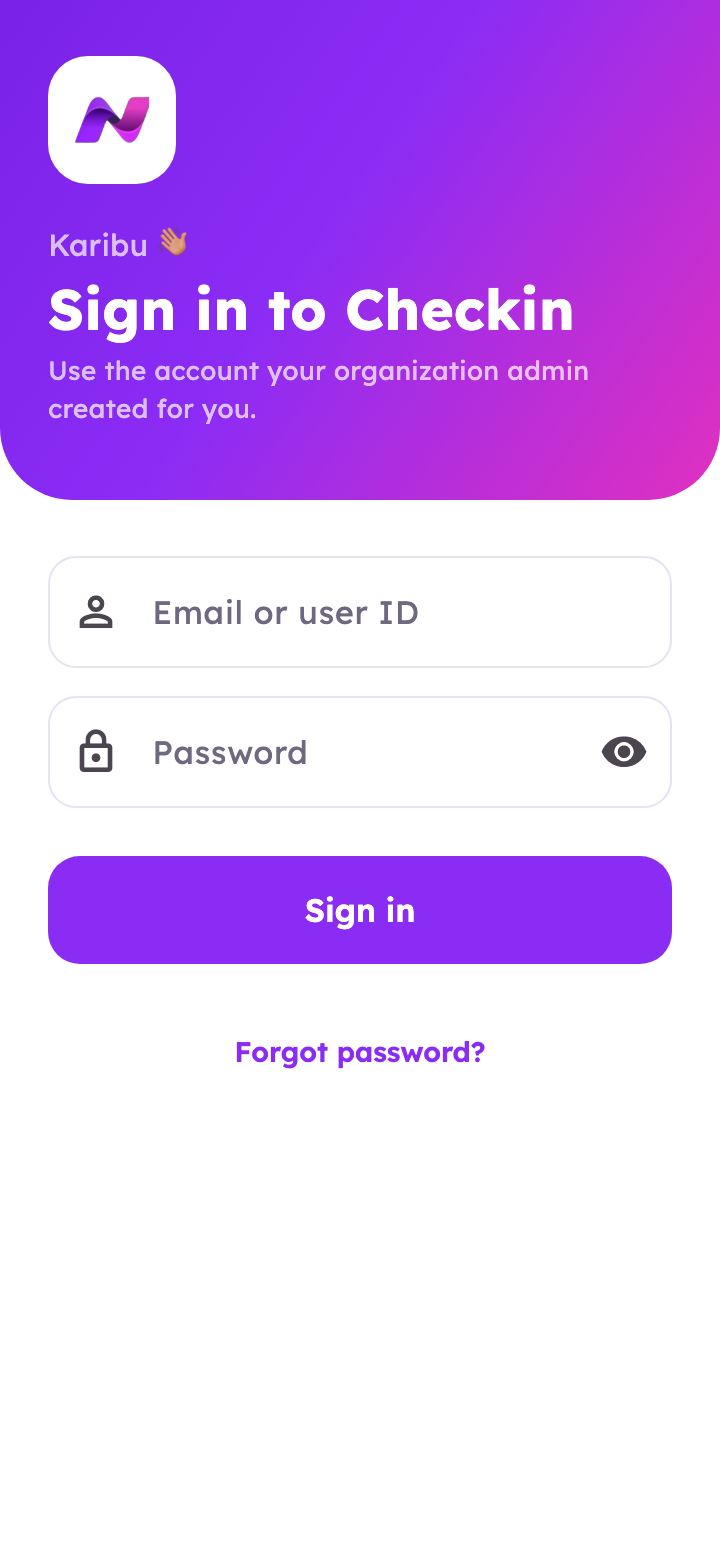 Karibu 👋
Sign in to Checkin
Use the account your organization admin
created for you.
Email or user ID
Password
Sign in
Forgot password?